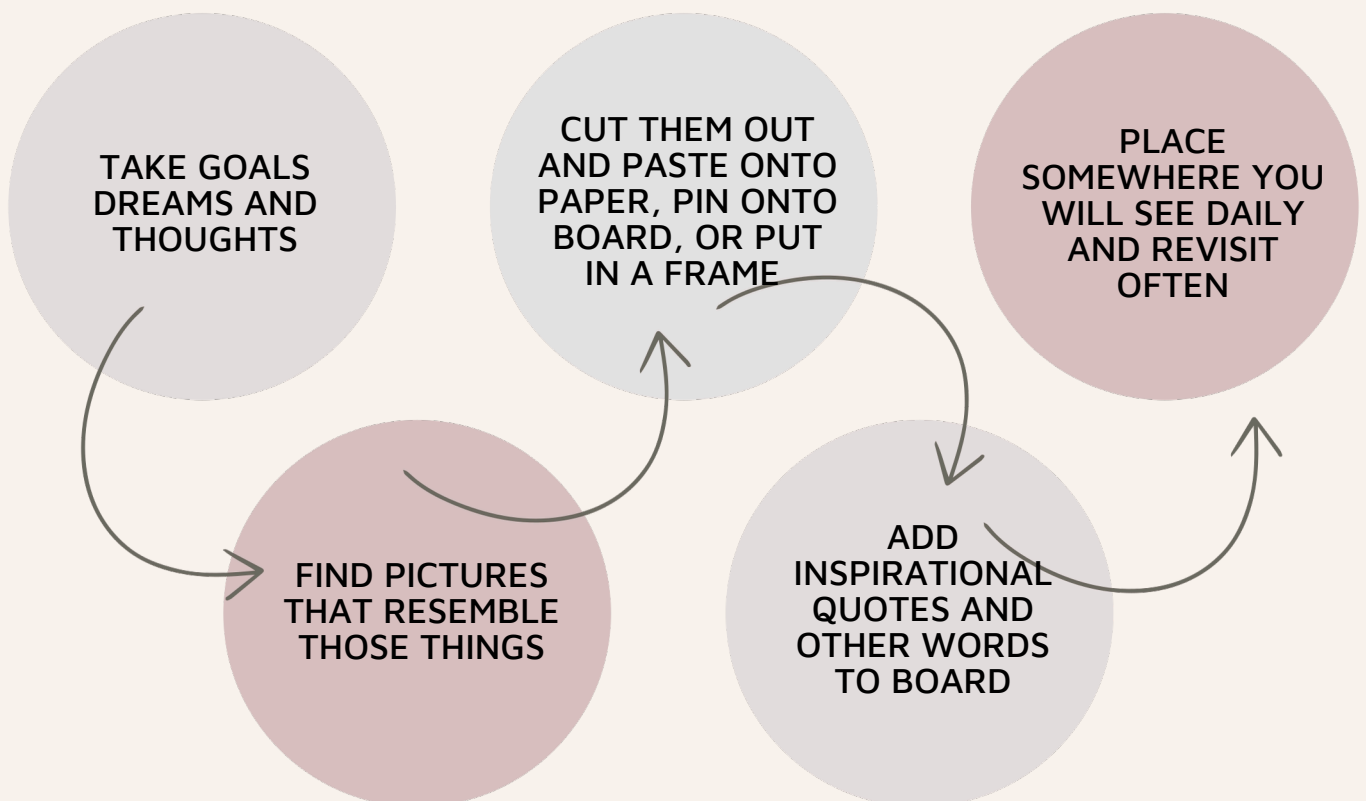 TAKE GOALS
DREAMS AND
THOUGHTS
FIND PICTURES
THAT RESEMBLE
THOSE THINGS
CUT THEM OUT
AND PASTE ONTO
PAPER, PIN ONTO
BOARD, OR PUT
IN A FRAME
ADD
INSPIRATIONAL
QUOTES AND
OTHER WORDS
TO BOARD
PLACE
SOMEWHERE YOU
WILL SEE DAILY
AND REVISIT
OFTEN